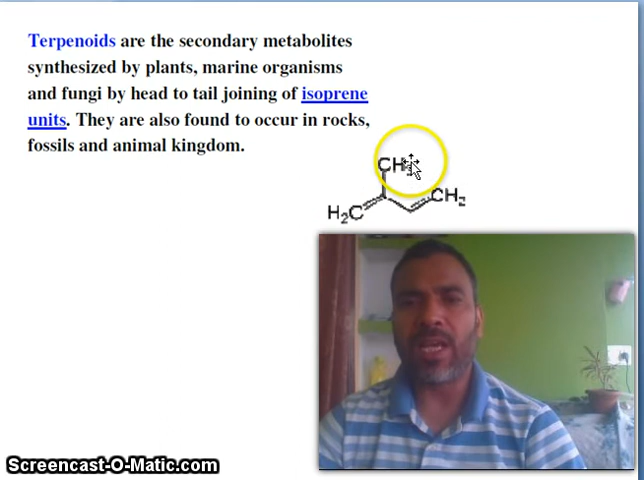 Terpenoids are the secondary metabolites
synthesized by plants, marine organisms
and fungi by head to tail joining of isoprene
units. They are also found to occur in rocks,
fossils and animal kingdom.
CH
H₂C
CH₂
Screencast-O-Matic.com